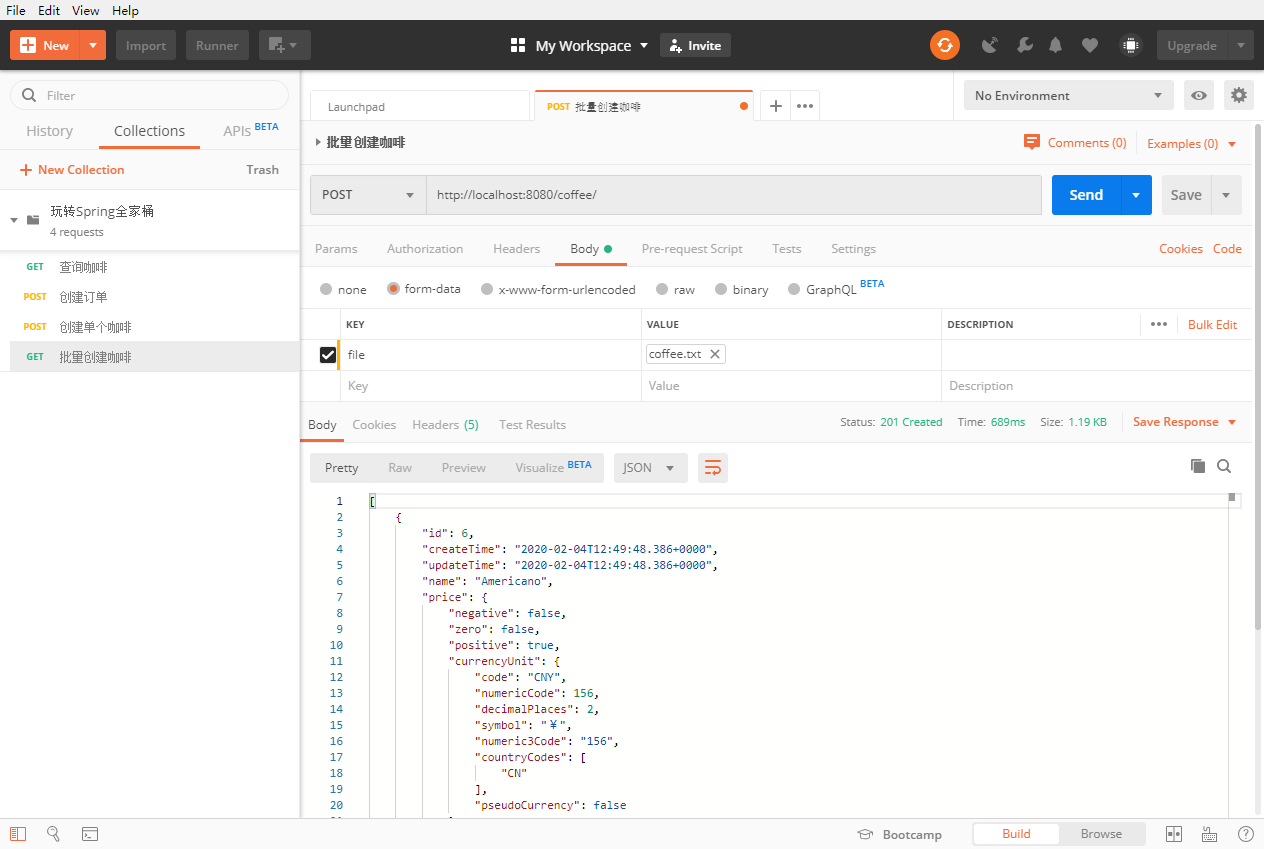 File Edit View Help
New Import Runner My Workspace Invite Upgrade
Filter
History Collections APIs BETA
New Collection Trash
玩转Spring全家桶
4 requests
GET 查询咖啡
POST 创建订单
POST 创建单个咖啡
GET 批量创建咖啡
Launchpad POST 批量创建咖啡 No Environment
批量创建咖啡 Comments (0) Examples (0)
POST http://localhost:8080/coffee/ Send Save
Params Authorization Headers Body Pre-request Script Tests Settings Cookies Code
none form-data x-www-form-urlencoded raw binary GraphQL BETA
KEY VALUE DESCRIPTION Bulk Edit
file coffee.txt
Key Value Description
Body Cookies Headers (5) Test Results Status: 201 Created Time: 689ms Size: 1.19 KB Save Response
Pretty Raw Preview Visualize BETA JSON
1 [
2 {
3 "id": 6,
4 "createTime": "2020-02-04T12:49:48.386+0000",
5 "updateTime": "2020-02-04T12:49:48.386+0000",
6 "name": "Americano",
7 "price": {
8 "negative": false,
9 "zero": false,
10 "positive": true,
11 "currencyUnit": {
12 "code": "CNY",
13 "numericCode": 156,
14 "decimalPlaces": 2,
15 "symbol": "￥",
16 "numeric3Code": "156",
17 "countryCodes": [
18 "CN"
19 ],
20 "pseudoCurrency": false
Bootcamp Build Browse